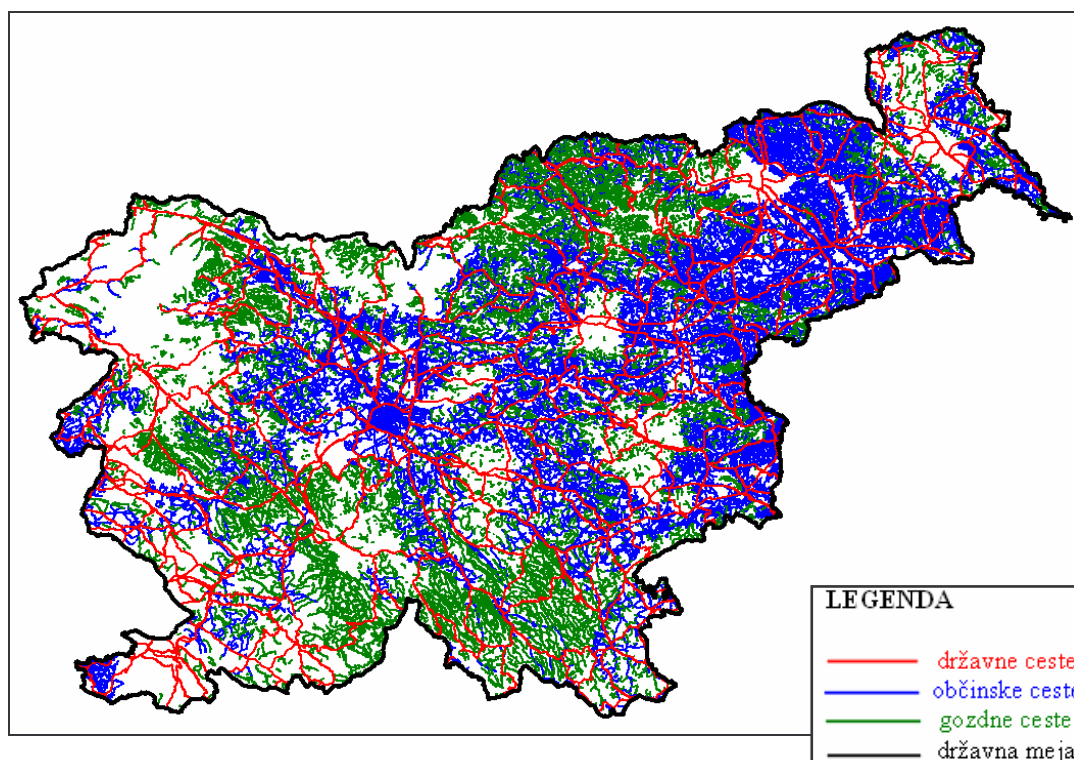 LEGENDA
državne ceste
občinske ceste
gozdne ceste
državna meja